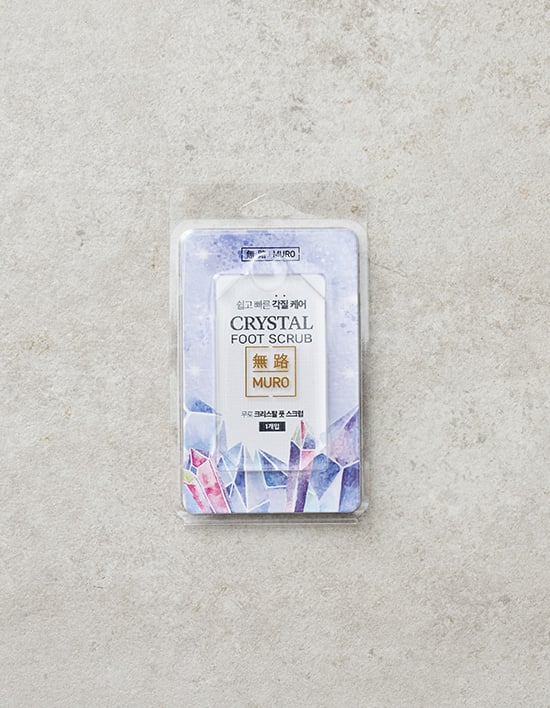 無路 / MURO
쉽고 빠른 각질 케어
CRYSTAL
FOOT SCRUB
無路
MURO
무로 크리스탈 풋 스크럽
1개입